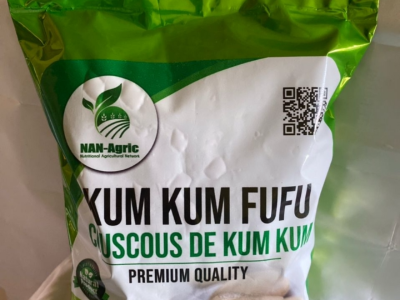 NAN-Agric
Nutritional Agricultural Network
KUM KUM FUFU
COUSCOUS DE KUM KUM
PREMIUM QUALITY